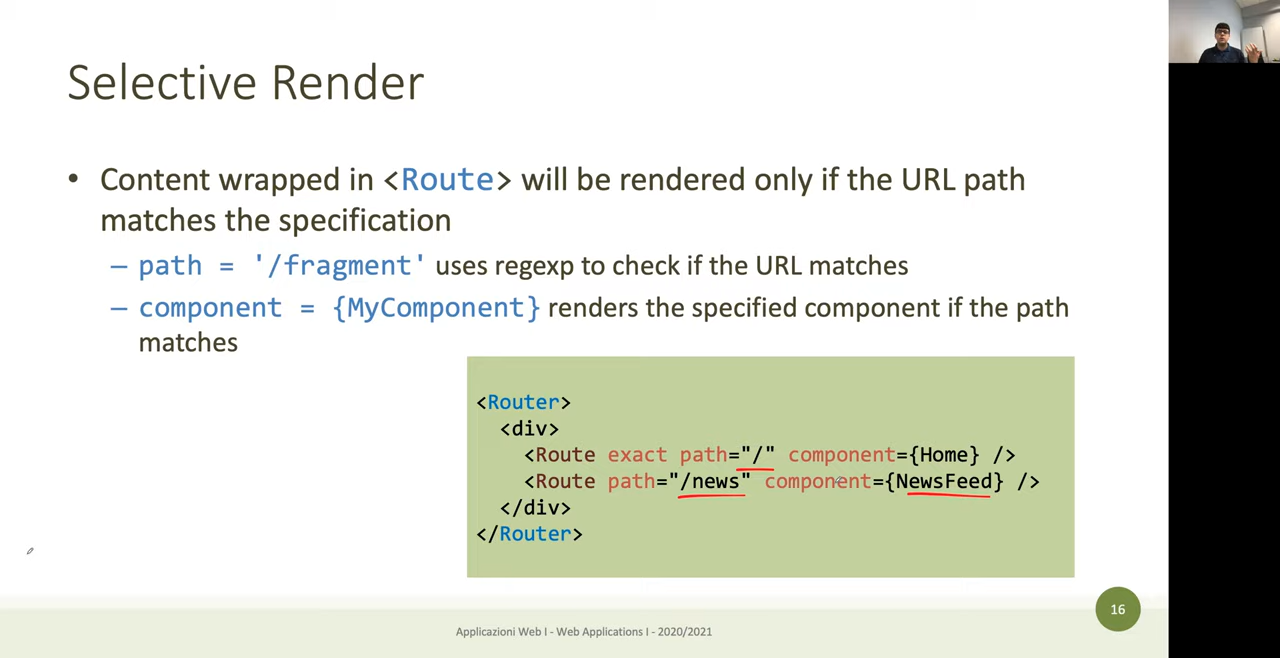 Selective Render
• Content wrapped in <Route> will be rendered only if the URL path
matches the specification
– path = '/fragment' uses regexp to check if the URL matches
– component = {MyComponent} renders the specified component if the path
matches
<Router>
<div>
<Route exact path="/" component={Home} />
<Route path="/news" component={NewsFeed} />
</div>
</Router>
16
Applicazioni Web I - Web Applications I - 2020/2021